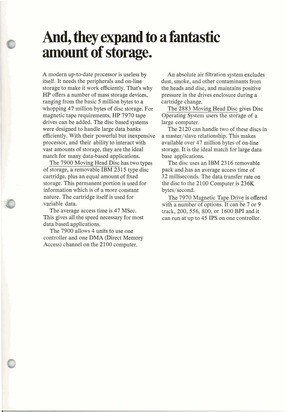 And, they expand to a fantastic
amount of storage.
A modern up-to-date processor is useless by
itself. It needs the peripherals and on-line
storage to make it work efficiently. That's why
HP offers a number of mass storage devices,
ranging from the basic 5 million bytes to a
whopping 47 million bytes of disc storage. For
magnetic tape requirements, HP 7970 tape
drives can be added. The disc based systems
were designed to handle large data banks
efficiently. With their powerful but inexpensive
processor, and their ability to interact with
vast amounts of storage, they are the ideal
match for many data-based applications.
The 7900 Moving Head Disc has two types
of storage, a removable IBM 2315 type disc
cartridge, plus an equal amount of fixed
storage. This permanent portion is used for
information which is of a more constant
nature. The cartridge itself is used for
variable data.
The average access time is 47 MSec.
This gives all the speed necessary for most
data based applications.
The 7900 allows 4 units to use one
controller and one DMA (Direct Memory
Access) channel on the 2100 computer.
An absolute air filtration system excludes
dust, smoke, and other contaminants from
the heads and disc, and maintains positive
pressure in the drives enclosure during a
cartridge change.
The 2883 Moving Head Disc gives Disc
Operating System users the storage of a
large computer.
The 2120 can handle two of these discs in
a master/slave relationship. This makes
available over 47 million bytes of on-line
storage. It is the ideal match for large data
base applications.
The disc uses an IBM 2316 removable
pack and has an average access time of
32 milliseconds. The data transfer rate on
the disc to the 2100 Computer is 236K
bytes/second.
The 7970 Magnetic Tape Drive is offered
with a number of options. It can be 7 or 9
track, 200, 556, 800, or 1600 BPI and it
can run at up to 45 IPS on one controller.